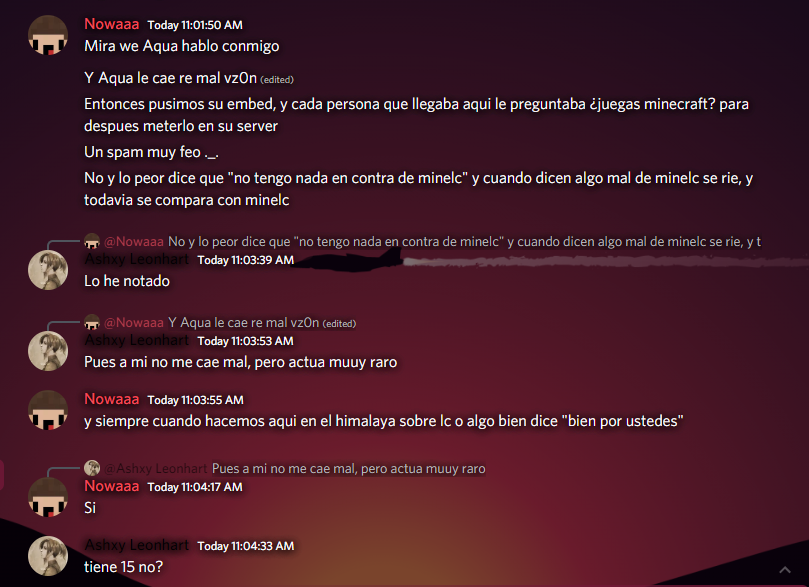 Nowaaa Today 11:01:50 AM
Mira we Aqua hablo conmigo
Y Aqua le cae re mal vz0n (edited)
Entonces pusimos su embed, y cada persona que llegaba aqui le preguntaba ¿juegas minecraft? para
despues meterlo en su server
Un spam muy feo ._.
No y lo peor dice que "no tengo nada en contra de minelc" y cuando dicen algo mal de minelc se rie, y
todavia se compara con minelc
@Nowaaa No y lo peor dice que "no tengo nada en contra de minelc" y cuando dicen algo mal de minelc se rie, y t
Ashxy Leonhart Today 11:03:39 AM
Lo he notado
@Nowaaa Y Aqua le cae re mal vz0n (edited)
Ashxy Leonhart Today 11:03:53 AM
Pues a mi no me cae mal, pero actua muuy raro
Nowaaa Today 11:03:55 AM
y siempre cuando hacemos aqui en el himalaya sobre lc o algo bien dice "bien por ustedes"
@Ashxy Leonhart Pues a mi no me cae mal, pero actua muuy raro
Nowaaa Today 11:04:17 AM
Si
Ashxy Leonhart Today 11:04:33 AM
tiene 15 no?